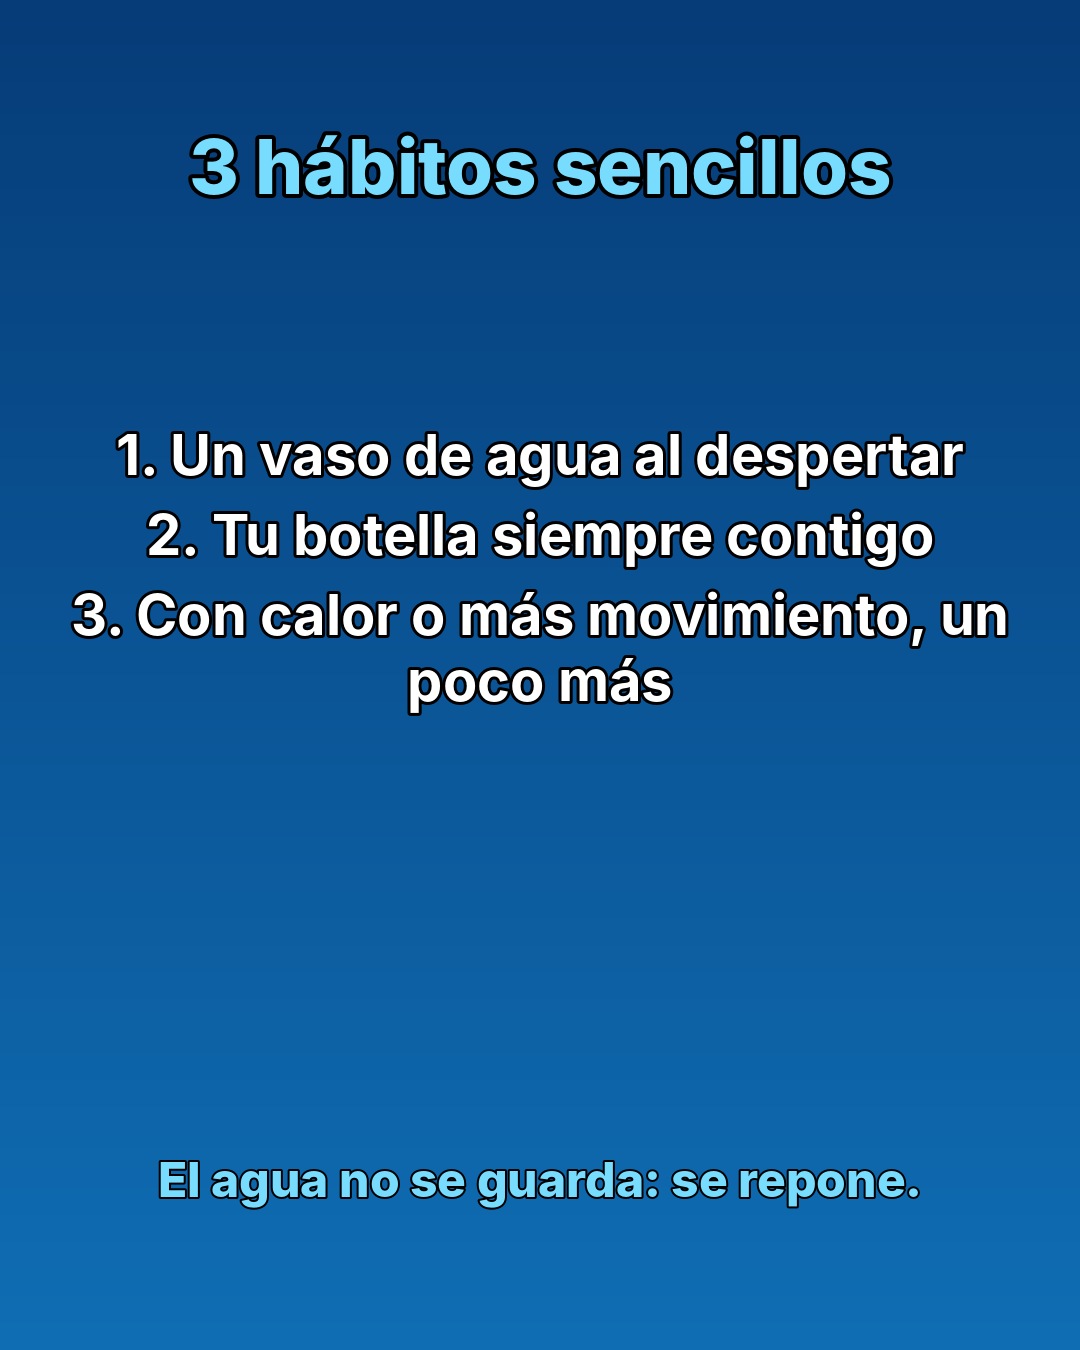 3 hábitos sencillos
1. Un vaso de agua al despertar
2. Tu botella siempre contigo
3. Con calor o más movimiento, un
poco más
El agua no se guarda: se repone.